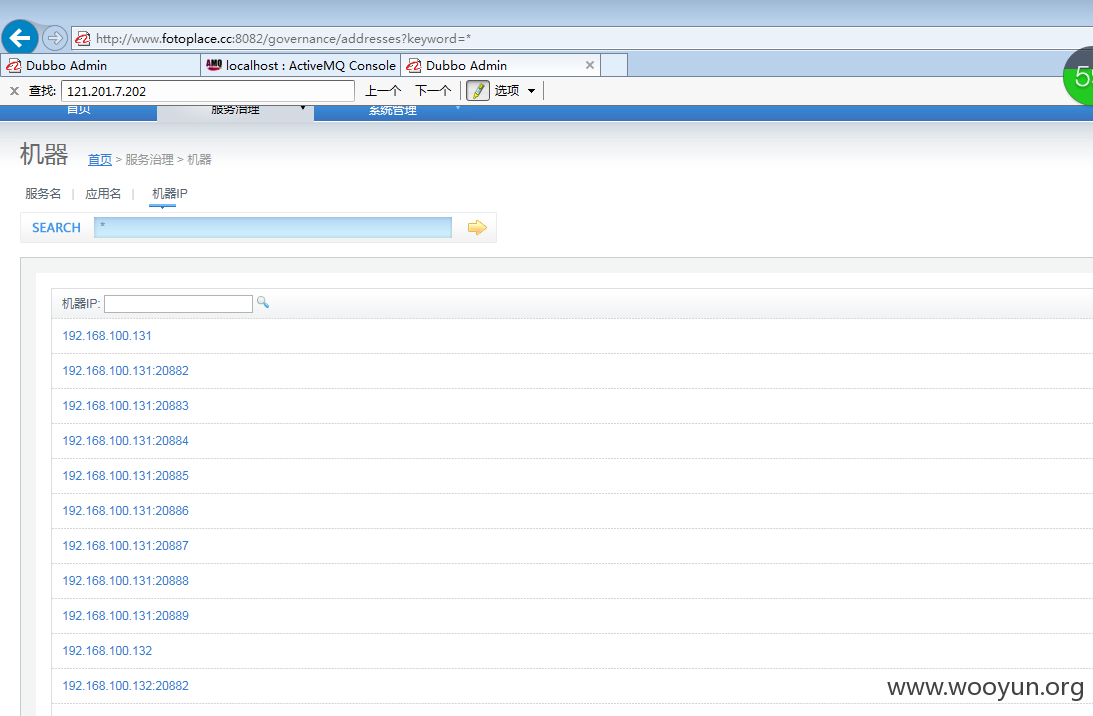 http://www.fotoplace.cc:8082/governance/addresses?keyword=*
Dubbo Admin
localhost : ActiveMQ Console
Dubbo Admin
查找: 121.201.7.202 上一个 下一个 选项
首页 服务治理 系统管理
机器 首页 > 服务治理 > 机器
服务名 | 应用名 | 机器IP
SEARCH *
机器IP:
192.168.100.131
192.168.100.131:20882
192.168.100.131:20883
192.168.100.131:20884
192.168.100.131:20885
192.168.100.131:20886
192.168.100.131:20887
192.168.100.131:20888
192.168.100.131:20889
192.168.100.132
192.168.100.132:20882
www.wooyun.org